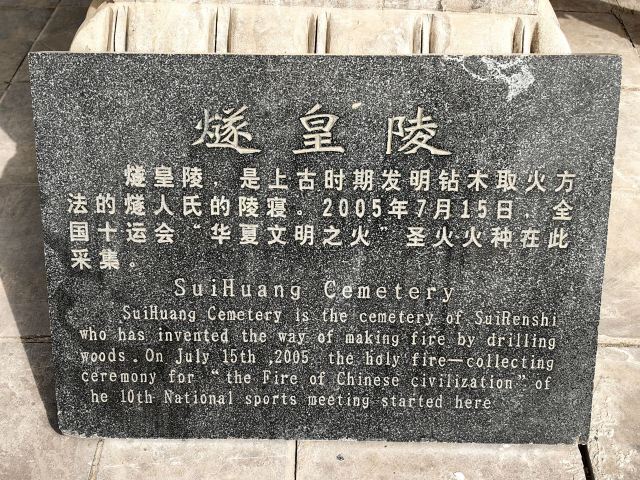 燧皇陵
燧皇陵，是上古时期发明钻木取火方
法的燧人氏的陵寝。2005年7月15日，全
国十运会“华夏文明之火”圣火火种在此
采集。
SuiHuang Cemetery
SuiHuang Cemetery is the cemetery of SuiRenshi
who has invented the way of making fire by drilling
woods.On July 15th ,2005 the holy fire—collecting
ceremony for “the Fire of Chinese civilization” of
he 10th National sports meeting started here